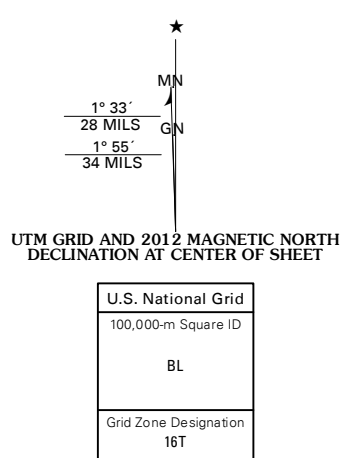 ★
MN
1° 33´
28 MILS
GN
1° 55´
34 MILS
UTM GRID AND 2012 MAGNETIC NORTH
DECLINATION AT CENTER OF SHEET
U.S. National Grid
100,000-m Square ID
BL
Grid Zone Designation
16T